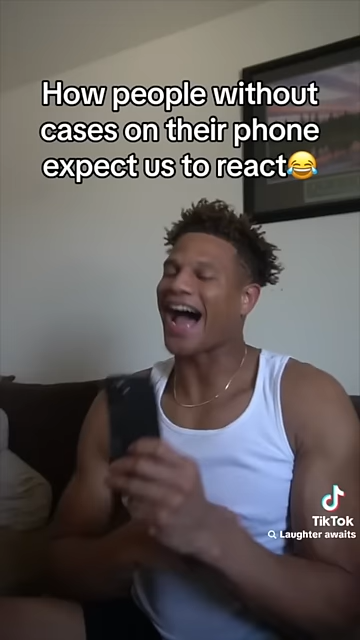 How people without
cases on their phone
expect us to react😂
TikTok
Laughter awaits